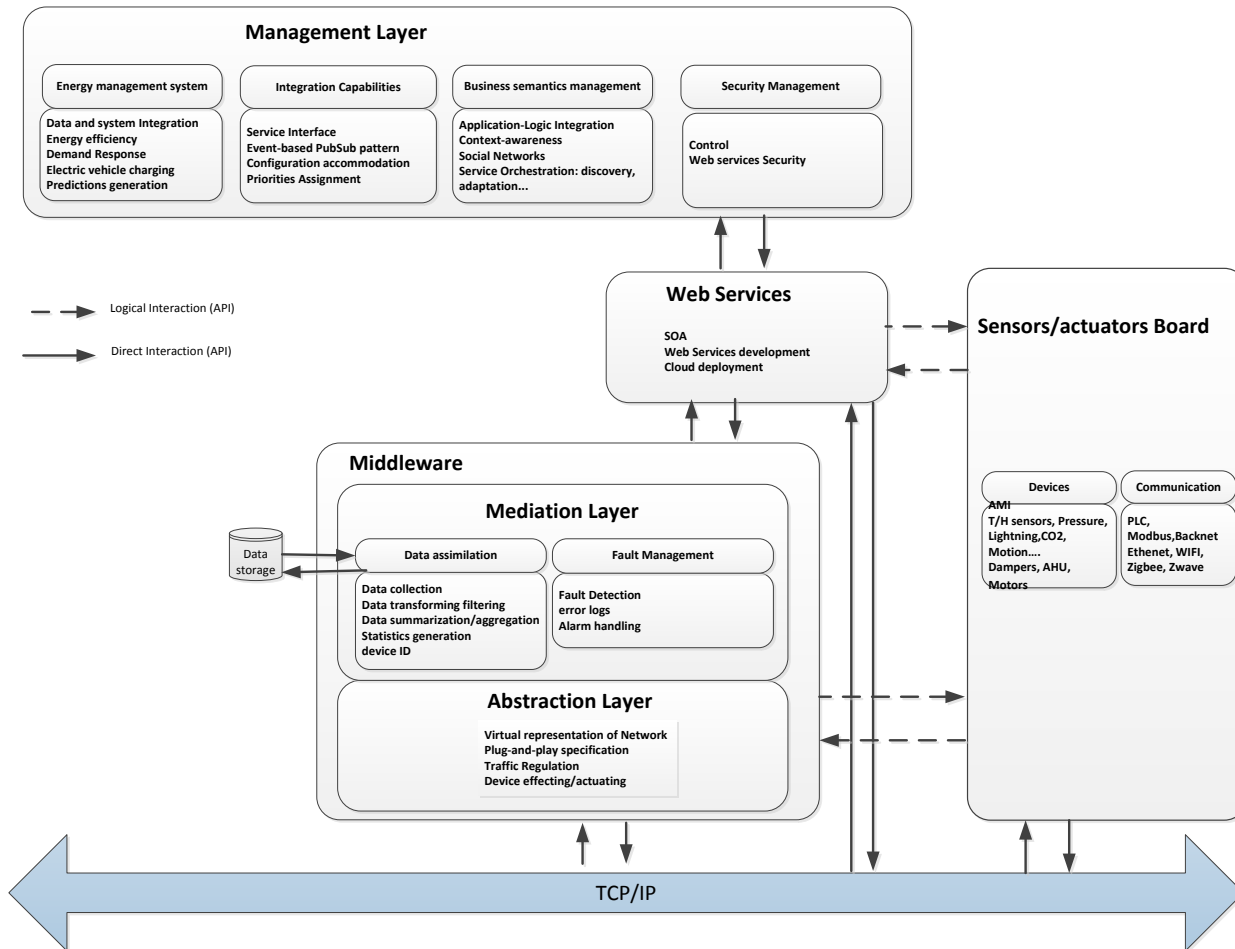 Management Layer
Energy management system
Data and system Integration
Energy efficiency
Demand Response
Electric vehicle charging
Predictions generation
Integration Capabilities
Service Interface
Event-based PubSub pattern
Configuration accommodation
Priorities Assignment
Business semantics management
Application-Logic Integration
Context-awareness
Social Networks
Service Orchestration: discovery,
adaptation...
Security Management
Control
Web services Security
Logical Interaction (API)
Direct Interaction (API)
Web Services
SOA
Web Services development
Cloud deployment
Sensors/actuators Board
Devices
AMI
T/H sensors, Pressure,
Lightning,CO2,
Motion....
Dampers, AHU,
Motors
Communication
PLC,
Modbus,Backnet
Ethenet, WIFI,
Zigbee, Zwave
Middleware
Mediation Layer
Data
storage
Data assimilation
Data collection
Data transforming filtering
Data summarization/aggregation
Statistics generation
device ID
Fault Management
Fault Detection
error logs
Alarm handling
Abstraction Layer
Virtual representation of Network
Plug-and-play specification
Traffic Regulation
Device effecting/actuating
TCP/IP